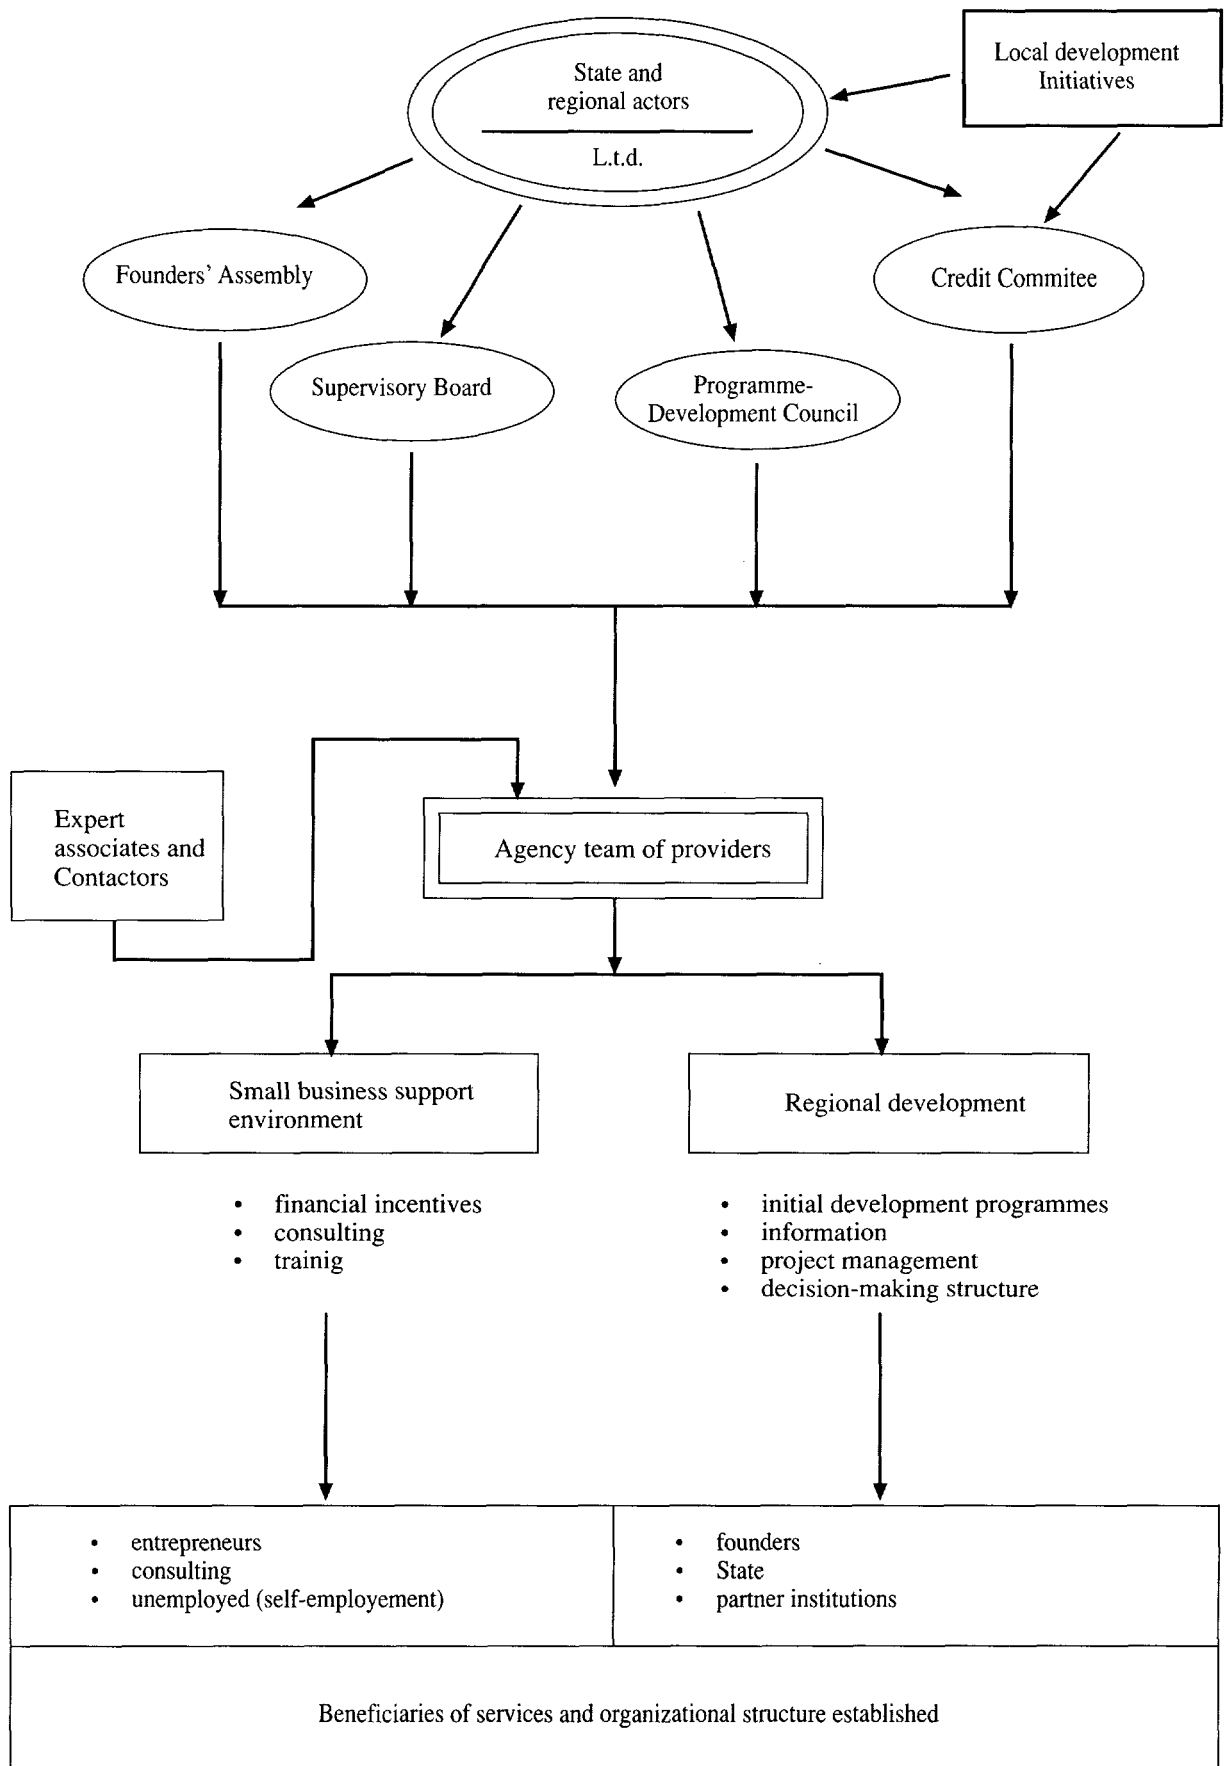 State and
regional actors
L.t.d.
Local development
Initiatives
Founders' Assembly
Credit Commitee
Supervisory Board
Programme-
Development Council
Expert
associates and
Contactors
Agency team of providers
Small business support
environment
Regional development
• financial incentives
• consulting
• trainig
• initial development programmes
• information
• project management
• decision-making structure
• entrepreneurs
• consulting
• unemployed (self-employement)
• founders
• State
• partner institutions
Beneficiaries of services and organizational structure established